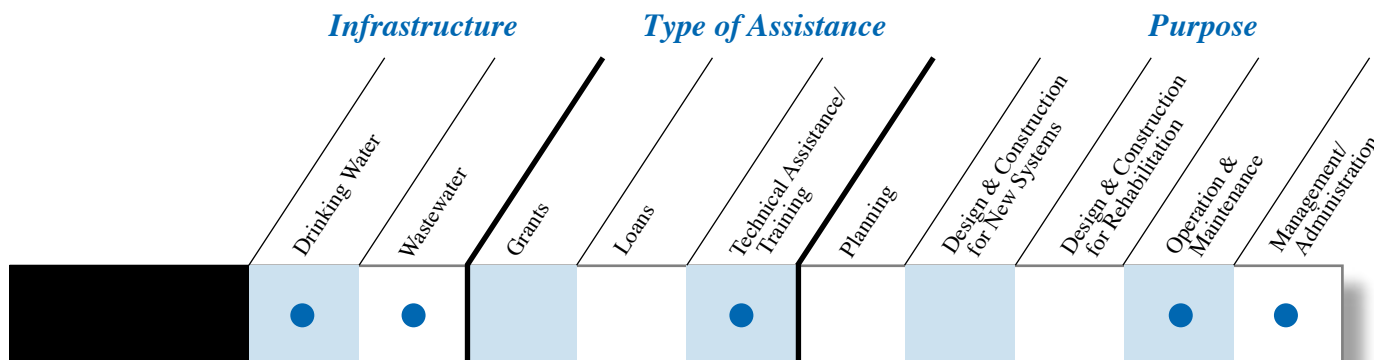 Infrastructure
Type of Assistance
Purpose
Drinking Water
Wastewater
Grants
Loans
Technical Assistance/
Training
Planning
Design & Construction
for New Systems
Design & Construction
for Rehabilitation
Operation &
Maintenance
Management/
Administration